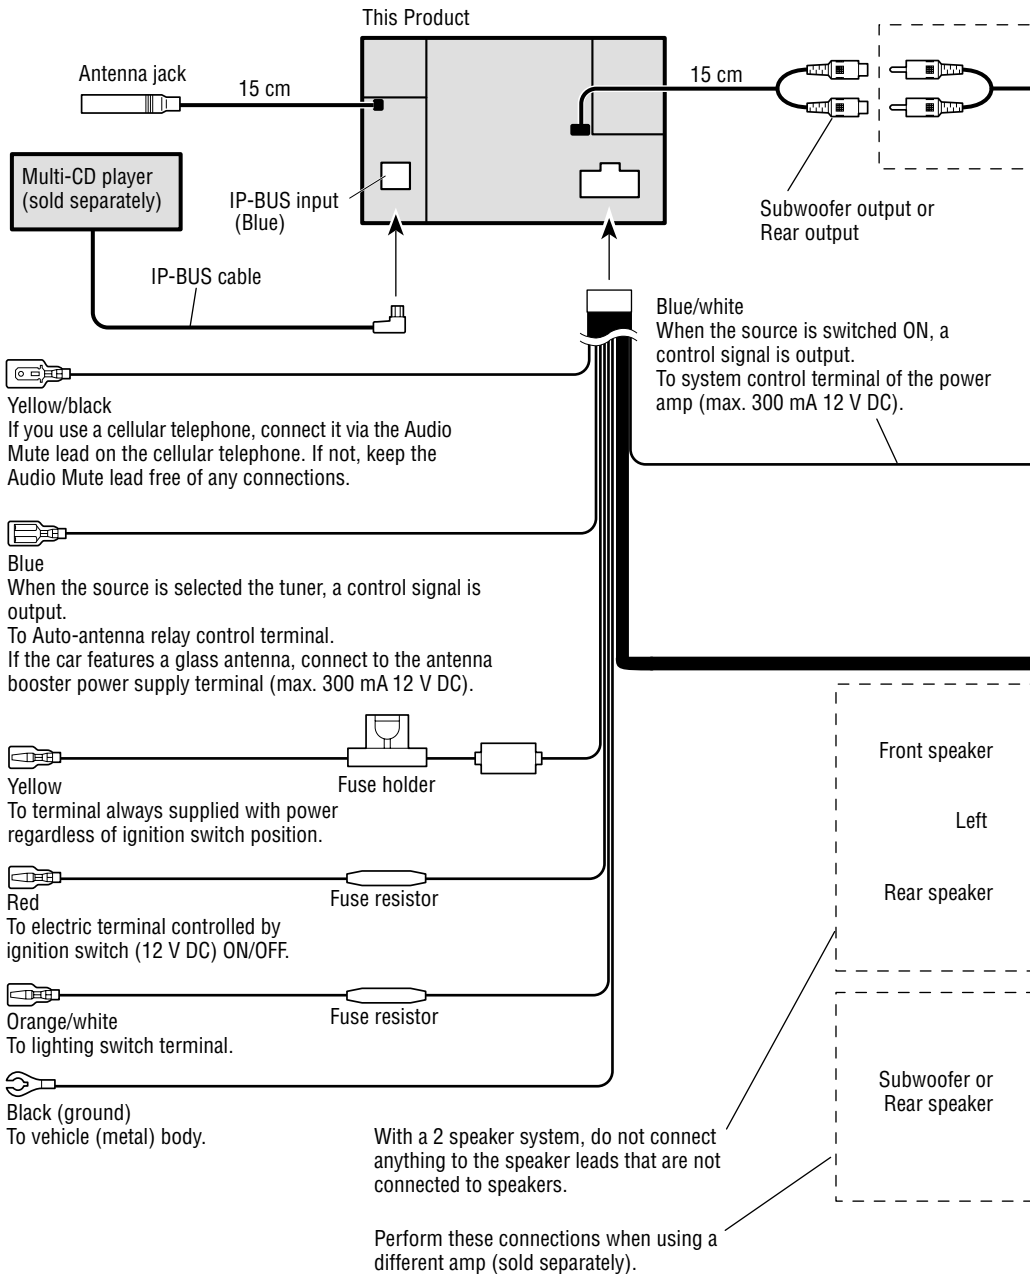 This Product
Antenna jack
15 cm
15 cm
Multi-CD player
(sold separately)
IP-BUS input
(Blue)
Subwoofer output or
Rear output
IP-BUS cable
Blue/white
When the source is switched ON, a
control signal is output.
To system control terminal of the power
amp (max. 300 mA 12 V DC).
Yellow/black
If you use a cellular telephone, connect it via the Audio
Mute lead on the cellular telephone. If not, keep the
Audio Mute lead free of any connections.
Blue
When the source is selected the tuner, a control signal is
output.
To Auto-antenna relay control terminal.
If the car features a glass antenna, connect to the antenna
booster power supply terminal (max. 300 mA 12 V DC).
Yellow
To terminal always supplied with power
regardless of ignition switch position.
Fuse holder
Red
To electric terminal controlled by
ignition switch (12 V DC) ON/OFF.
Fuse resistor
Orange/white
To lighting switch terminal.
Fuse resistor
Black (ground)
To vehicle (metal) body.
Front speaker
Left
Rear speaker
Subwoofer or
Rear speaker
With a 2 speaker system, do not connect
anything to the speaker leads that are not
connected to speakers.
Perform these connections when using a
different amp (sold separately).